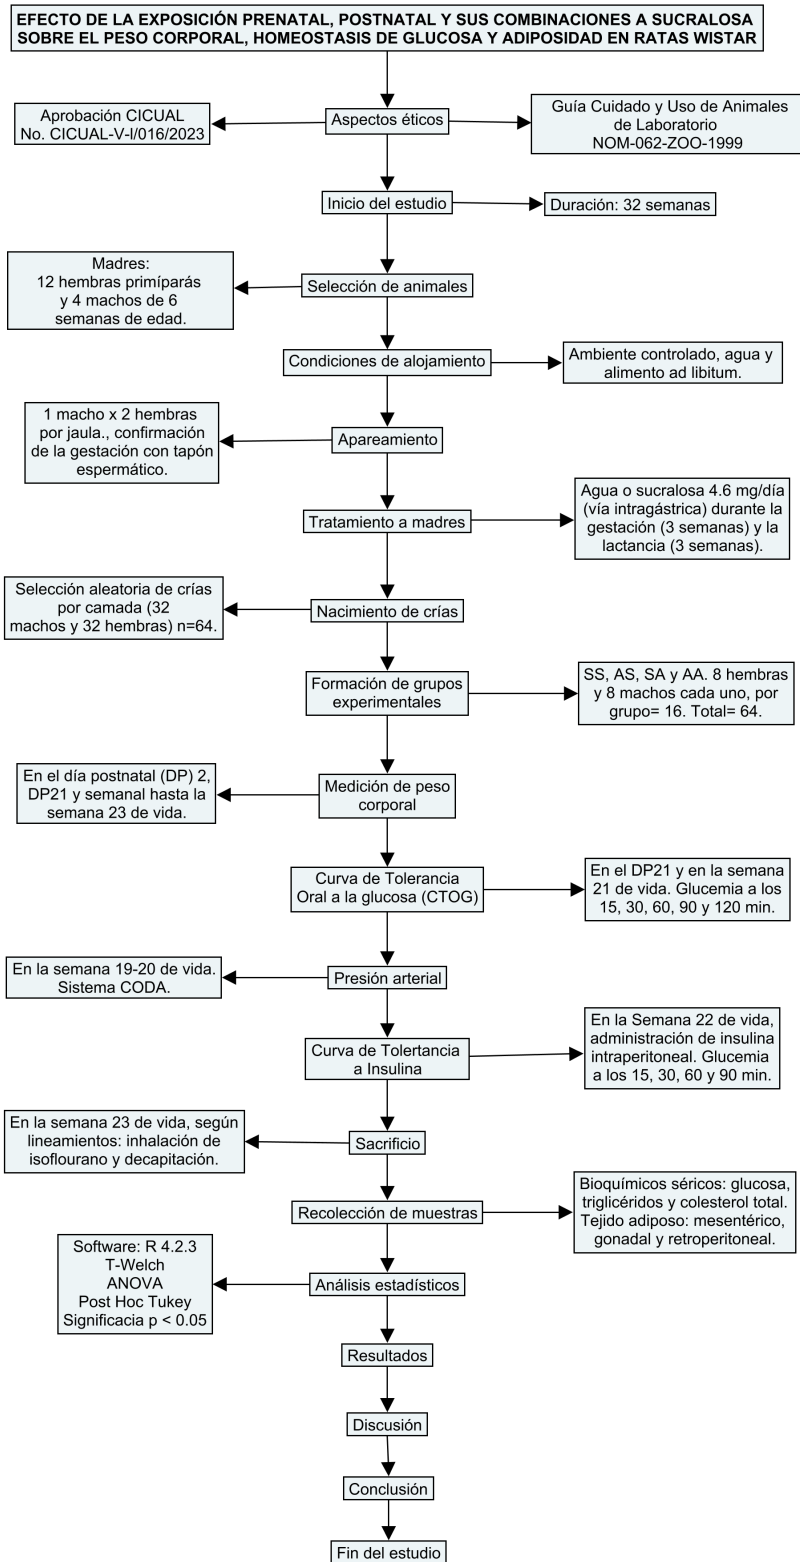 EFECTO DE LA EXPOSICIÓN PRENATAL, POSTNATAL Y SUS COMBINACIONES A SUCRALOSA
SOBRE EL PESO CORPORAL, HOMEOSTASIS DE GLUCOSA Y ADIPOSIDAD EN RATAS WISTAR
Aprobación CICUAL
No. CICUAL-V-I/016/2023
Aspectos éticos
Guía Cuidado y Uso de Animales
de Laboratorio
NOM-062-ZOO-1999
Inicio del estudio
Duración: 32 semanas
Madres:
12 hembras primíparás
y 4 machos de 6
semanas de edad.
Selección de animales
Condiciones de alojamiento
Ambiente controlado, agua y
alimento ad libitum.
1 macho x 2 hembras
por jaula., confirmación
de la gestación con tapón
espermático.
Apareamiento
Tratamiento a madres
Agua o sucralosa 4.6 mg/día
(vía intragástrica) durante la
gestación (3 semanas) y la
lactancia (3 semanas).
Selección aleatoria de crías
por camada (32
machos y 32 hembras) n=64.
Nacimiento de crías
Formación de grupos
experimentales
SS, AS, SA y AA. 8 hembras
y 8 machos cada uno, por
grupo= 16. Total= 64.
En el día postnatal (DP) 2,
DP21 y semanal hasta la
semana 23 de vida.
Medición de peso
corporal
Curva de Tolerancia
Oral a la glucosa (CTOG)
En el DP21 y en la semana
21 de vida. Glucemia a los
15, 30, 60, 90 y 120 min.
En la semana 19-20 de vida.
Sistema CODA.
Presión arterial
Curva de Tolertancia
a Insulina
En la Semana 22 de vida,
administración de insulina
intraperitoneal. Glucemia
a los 15, 30, 60 y 90 min.
En la semana 23 de vida, según
lineamientos: inhalación de
isoflourano y decapitación.
Sacrificio
Recolección de muestras
Bioquímicos séricos: glucosa,
triglicéridos y colesterol total.
Tejido adiposo: mesentérico,
gonadal y retroperitoneal.
Software: R 4.2.3
T-Welch
ANOVA
Post Hoc Tukey
Significacia p < 0.05
Análisis estadísticos
Resultados
Discusión
Conclusión
Fin del estudio